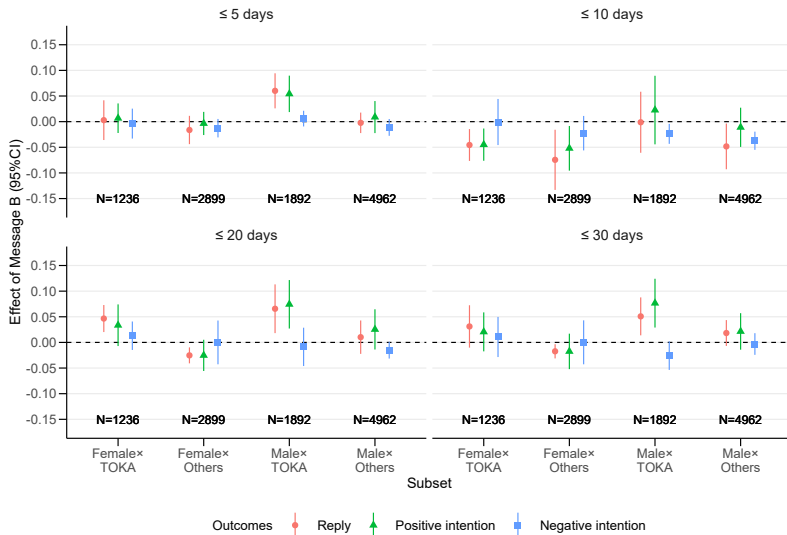 ≤ 5 days
≤ 10 days
0.15
0.10
0.05
0.00
-0.05
-0.10
-0.15
N=1236
N=2899
N=1892
N=4962
N=1236
N=2899
N=1892
N=4962
≤ 20 days
≤ 30 days
0.15
0.10
0.05
0.00
-0.05
-0.10
-0.15
N=1236
N=2899
N=1892
N=4962
N=1236
N=2899
N=1892
N=4962
Effect of Message B (95%CI)
Female×
TOKA
Female×
Others
Male×
TOKA
Male×
Others
Female×
TOKA
Female×
Others
Male×
TOKA
Male×
Others
Subset
Outcomes
Reply
Positive intention
Negative intention